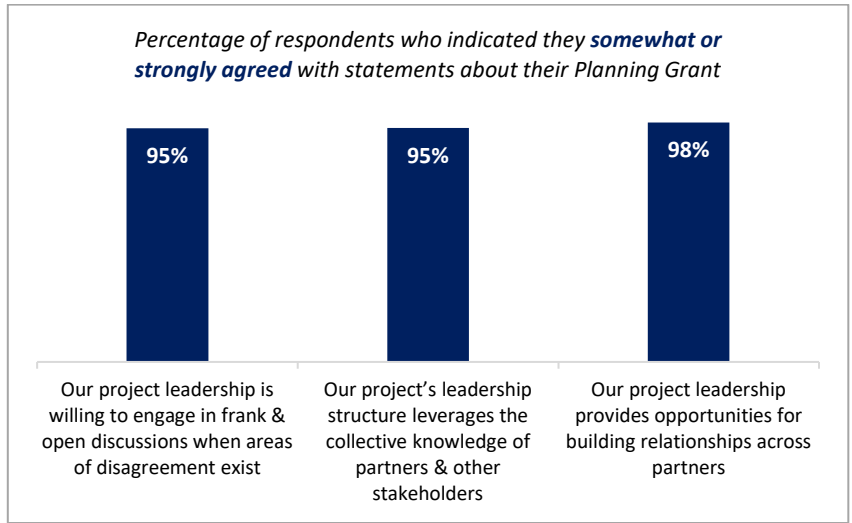 Percentage of respondents who indicated they somewhat or
strongly agreed with statements about their Planning Grant
95%
95%
98%
Our project leadership is
willing to engage in frank &
open discussions when areas
of disagreement exist
Our project’s leadership
structure leverages the
collective knowledge of
partners & other
stakeholders
Our project leadership
provides opportunities for
building relationships across
partners